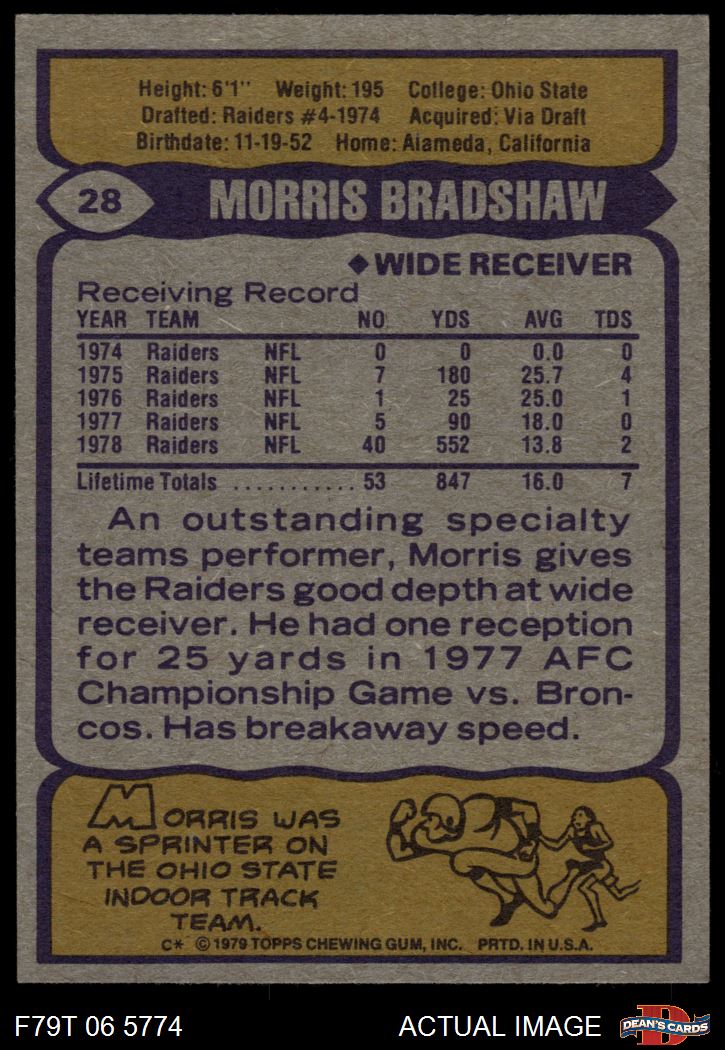 Height: 6'1" Weight: 195 College: Ohio State
Drafted: Raiders #4-1974 Acquired: Via Draft
Birthdate: 11-19-52 Home: Alameda, California
28 MORRIS BRADSHAW
◆ WIDE RECEIVER
Receiving Record
YEAR TEAM NO YDS AVG TDS
1974 Raiders NFL 0 0 0.0 0
1975 Raiders NFL 7 180 25.7 4
1976 Raiders NFL 1 25 25.0 1
1977 Raiders NFL 5 90 18.0 0
1978 Raiders NFL 40 552 13.8 2
Lifetime Totals ........... 53 847 16.0 7
An outstanding specialty
teams performer, Morris gives
the Raiders good depth at wide
receiver. He had one reception
for 25 yards in 1977 AFC
Championship Game vs. Bron-
cos. Has breakaway speed.
MORRIS WAS
A SPRINTER ON
THE OHIO STATE
INDOOR TRACK
TEAM.
C* © 1979 TOPPS CHEWING GUM, INC. PRTD. IN U.S.A.
F79T 06 5774 ACTUAL IMAGE D DEAN'S CARDS